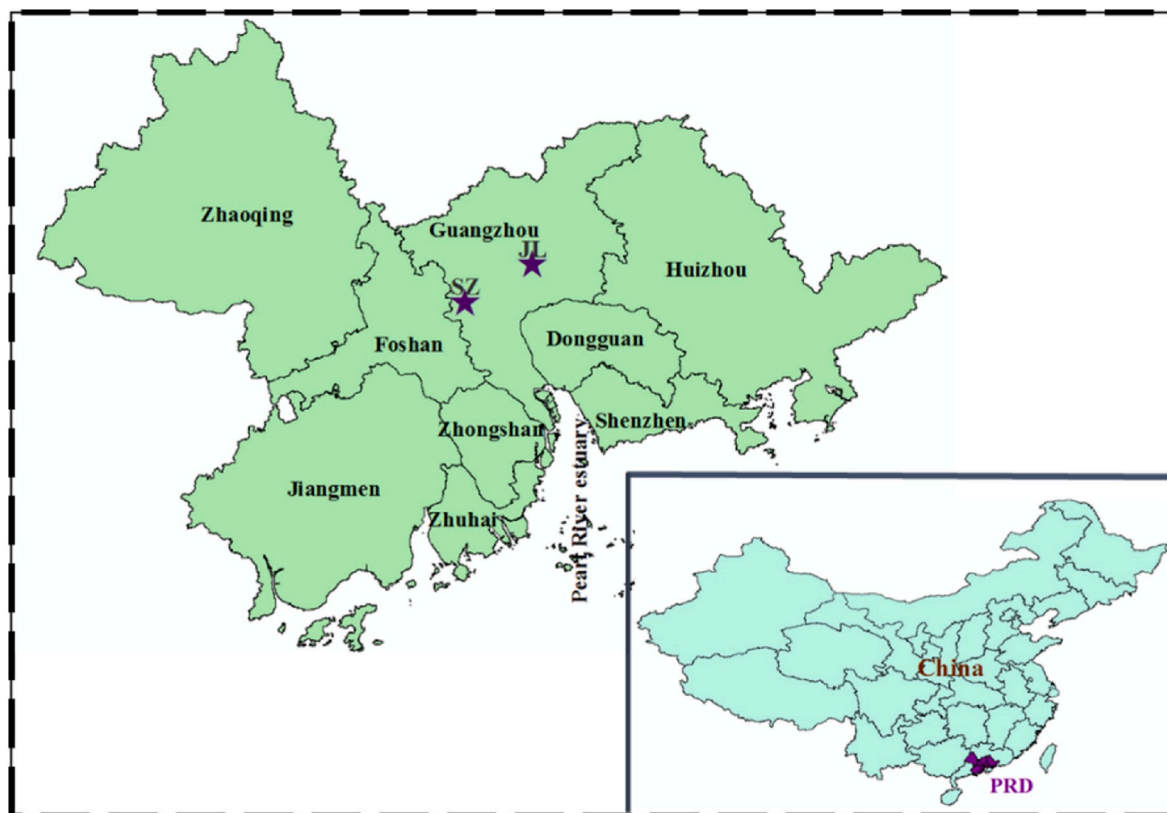 Zhaoqing
Guangzhou
JL
Huizhou
SZ
Foshan
Dongguan
Zhongshan
Shenzhen
Jiangmen
Zhuhai
Pearl River estuary
China
PRD